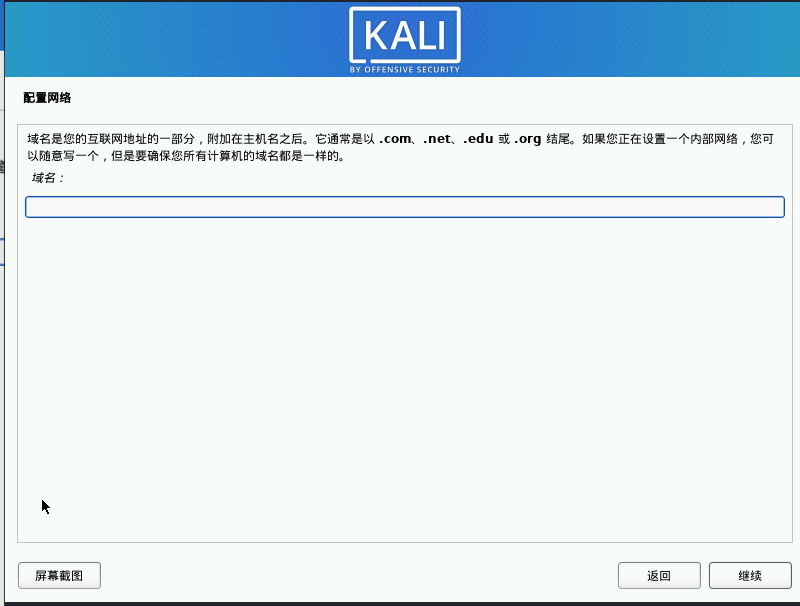 KALI
BY OFFENSIVE SECURITY
配置网络
域名是您的互联网地址的一部分，附加在主机名之后。它通常是以 .com、.net、.edu 或 .org 结尾。如果您正在设置一个内部网络，您可
以随意写一个，但是要确保您所有计算机的域名都是一样的。
域名：
屏幕截图
返回
继续